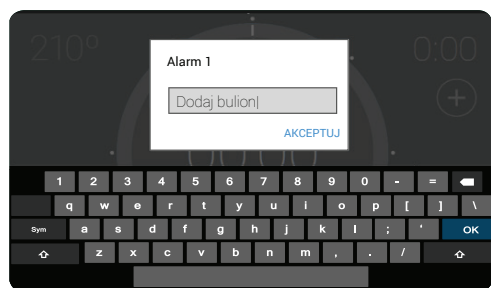 210°
0:00
Alarm 1
Dodaj bulion
AKCEPTUJ
1 2 3 4 5 6 7 8 9 0 - =
q w e r t y u i o p [ ] \
Sym a s d f g h j k l ; ' OK
z x c v b n m , . /